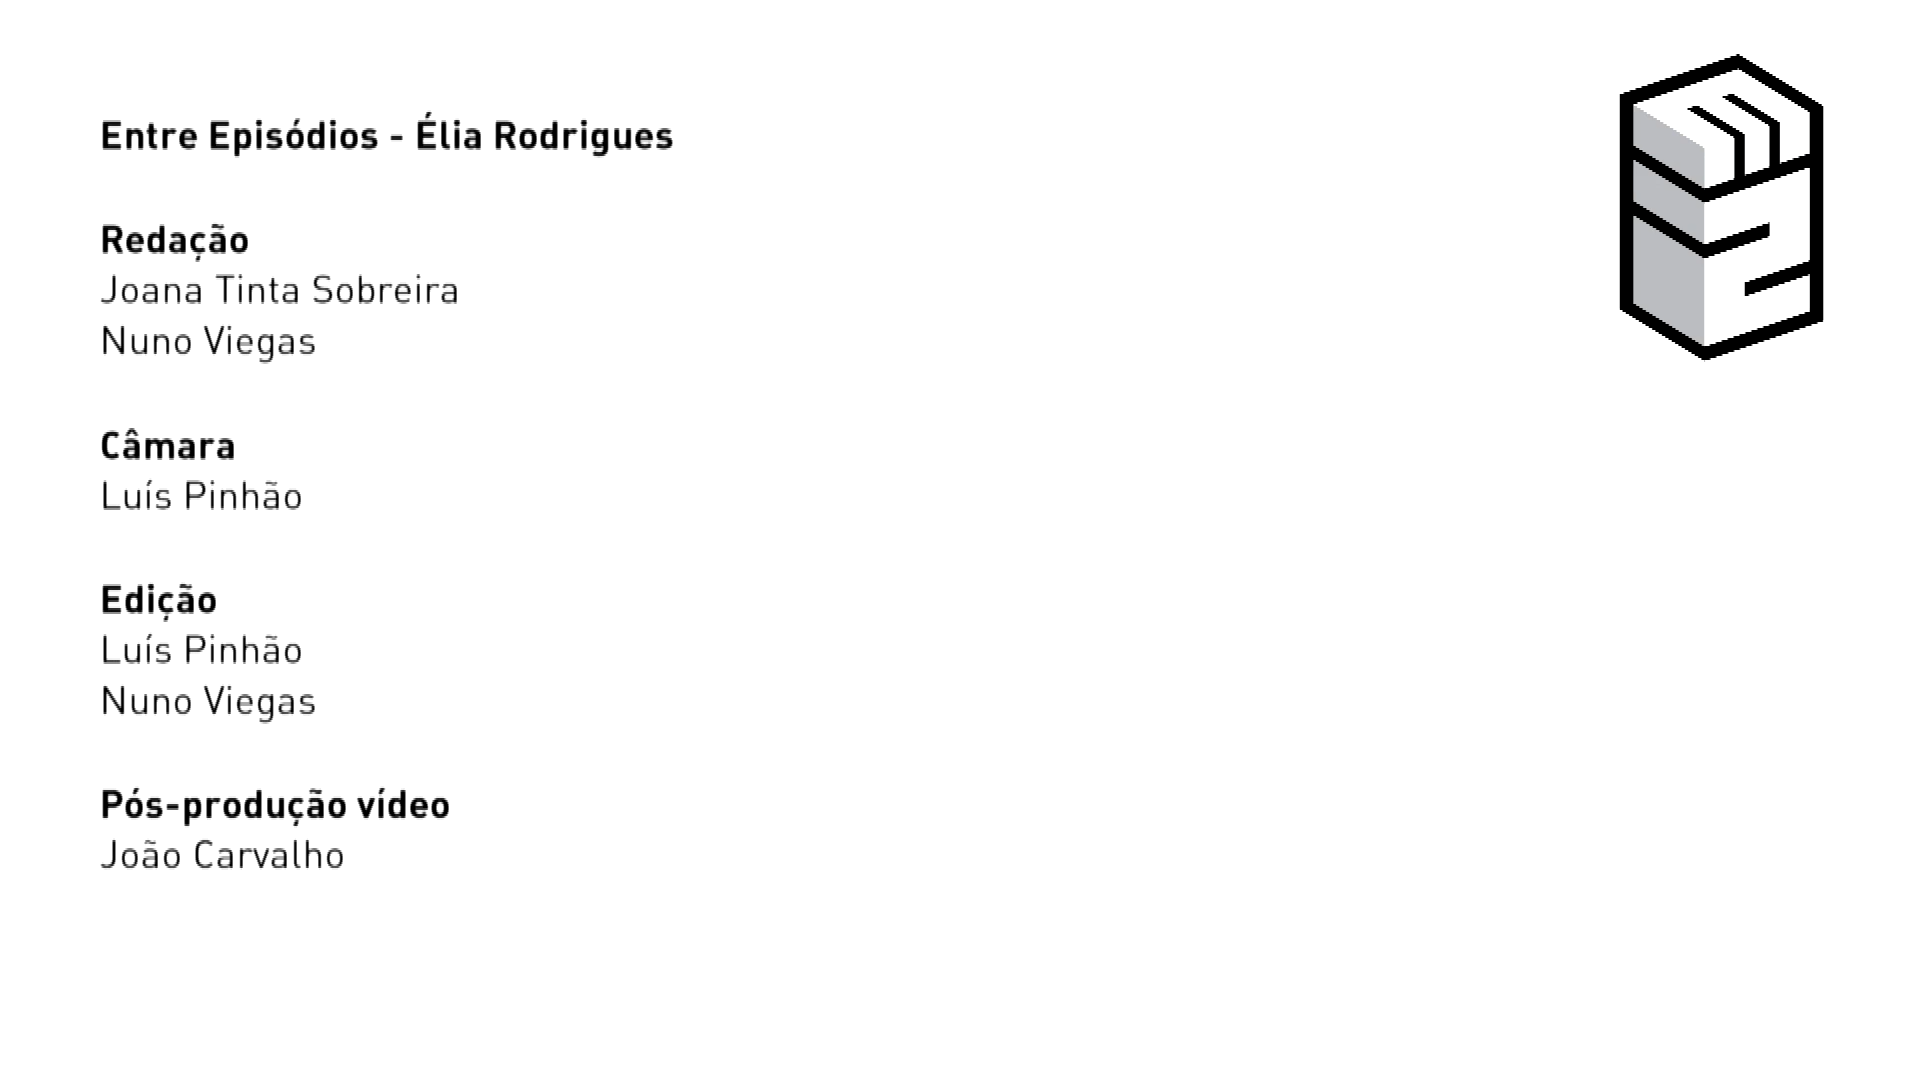 Entre Episódios - Élia Rodrigues
Redação
Joana Tinta Sobreira
Nuno Viegas
Câmara
Luís Pinhão
Edição
Luís Pinhão
Nuno Viegas
Pós-produção vídeo
João Carvalho
m2